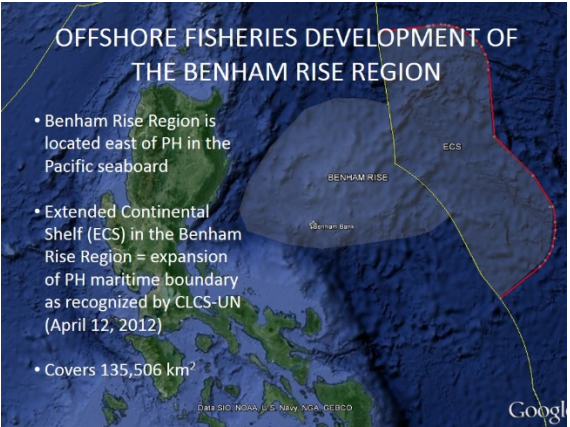 OFFSHORE FISHERIES DEVELOPMENT OF
THE BENHAM RISE REGION
• Benham Rise Region is
located east of PH in the
Pacific seaboard
• Extended Continental
Shelf (ECS) in the Benham
Rise Region = expansion
of PH maritime boundary
as recognized by CLCS-UN
(April 12, 2012)
• Covers 135,506 km²
ECS
BENHAM RISE
Benham Bank
Data SIO, NOAA, U.S. Navy, NGA, GEBCO
Google